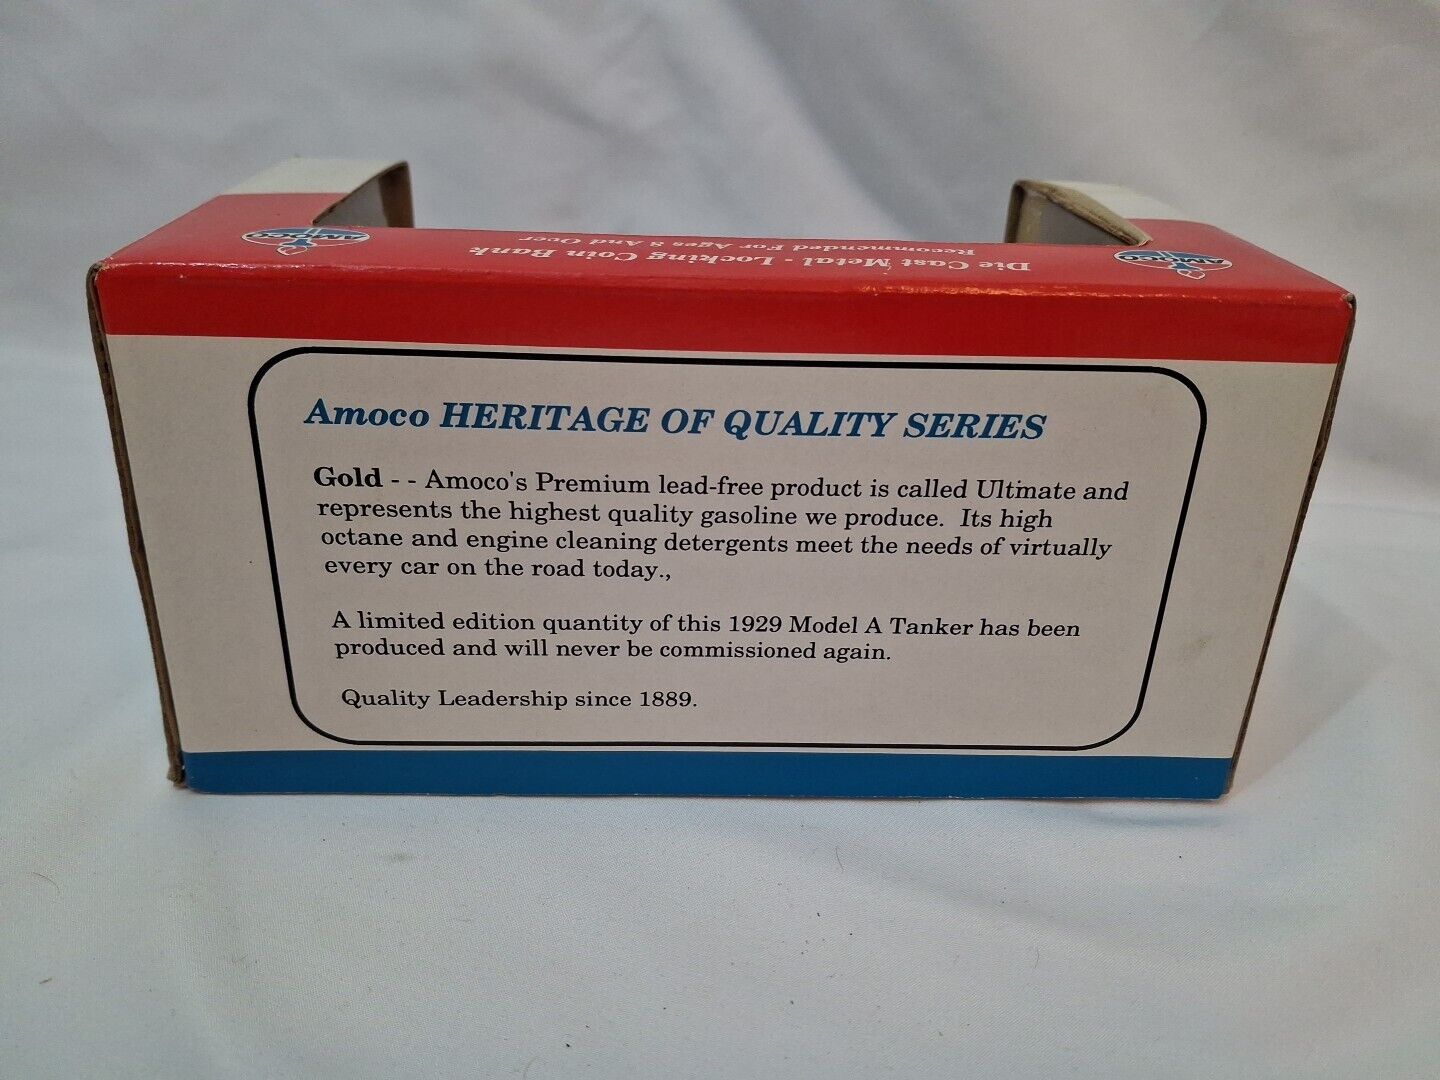 AMOCO
Die Cast Metal - Locking Coin Bank
Recommended For Ages 8 And Over
AMOCO
Amoco HERITAGE OF QUALITY SERIES
Gold - - Amoco's Premium lead-free product is called Ultimate and
represents the highest quality gasoline we produce. Its high
octane and engine cleaning detergents meet the needs of virtually
every car on the road today.,
A limited edition quantity of this 1929 Model A Tanker has been
produced and will never be commissioned again.
Quality Leadership since 1889.